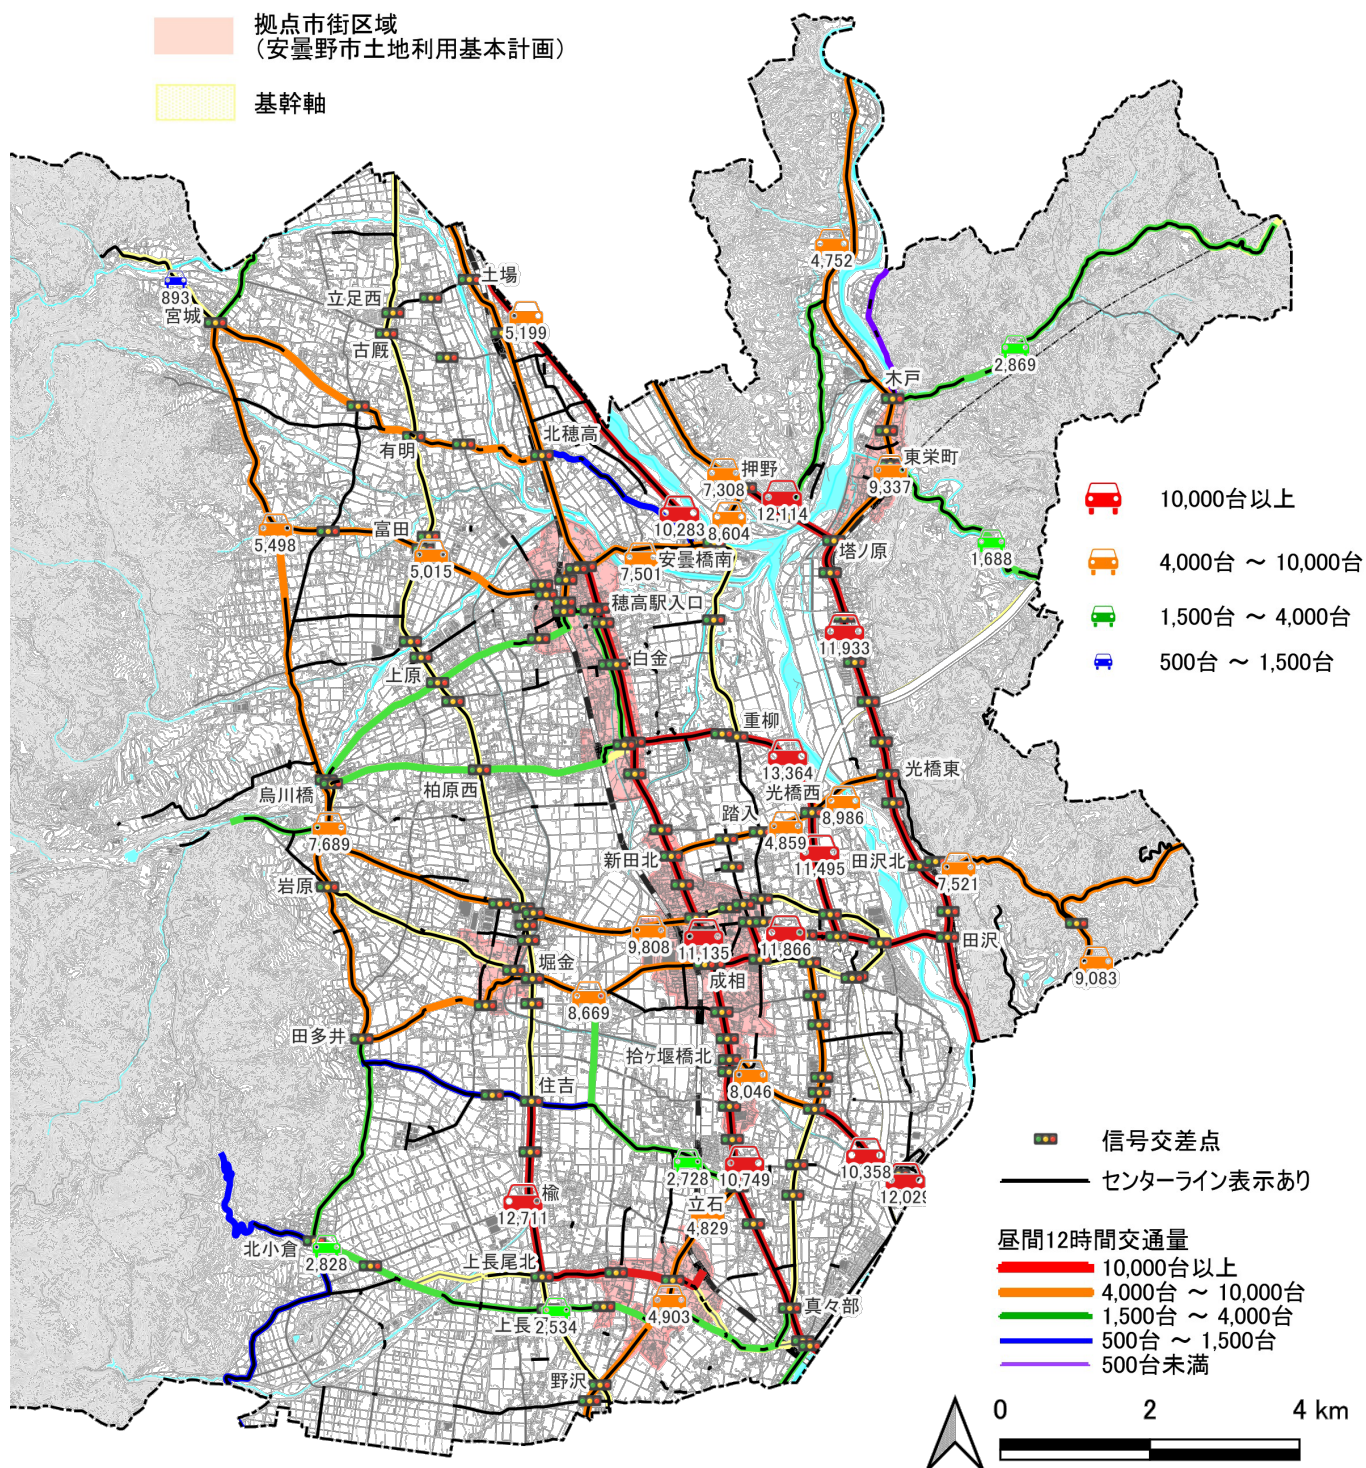 拠点市街区域
（安曇野市土地利用基本計画）
基幹軸
4,752
土場
893
立足西
宮城
5,199
古厩
2,869
木戸
北穂高
有明
押野
東栄町
7,308
9,337
12,114
10,000台以上
10,283
8,604
富田
5,498
塔ノ原
1,688
安曇橋南
5,015
7,501
4,000台 ～ 10,000台
穂高駅入口
1,500台 ～ 4,000台
11,933
白金
500台 ～ 1,500台
上原
重柳
13,364
光橋東
烏川橋
柏原西
光橋西
踏入
8,986
7,689
4,859
新田北
田沢北
11,495
7,521
岩原
9,808
11,135
11,866
田沢
堀金
成相
9,083
8,669
田多井
拾ヶ堰橋北
住吉
8,046
信号交差点
10,358
2,728
10,749
センターライン表示あり
12,029
楡
12,711
立石
4,829
北小倉
昼間12時間交通量
2,828
上長尾北
10,000台以上
4,000台 ～ 10,000台
真々部
4,903
1,500台 ～ 4,000台
上長
2,534
500台 ～ 1,500台
500台未満
野沢
0
2
4 km